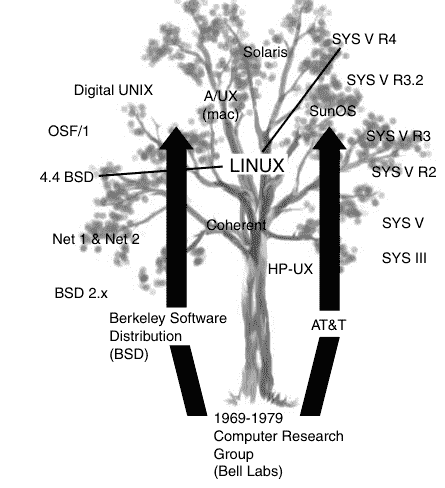 Solaris
SYS V R4
SYS V R3.2
Digital UNIX
A/UX
(mac)
SunOS
OSF/1
SYS V R3
LINUX
4.4 BSD
SYS V R2
Coherent
SYS V
Net 1 & Net 2
SYS III
HP-UX
BSD 2.x
Berkeley Software
Distribution
(BSD)
AT&T
1969-1979
Computer Research
Group
(Bell Labs)